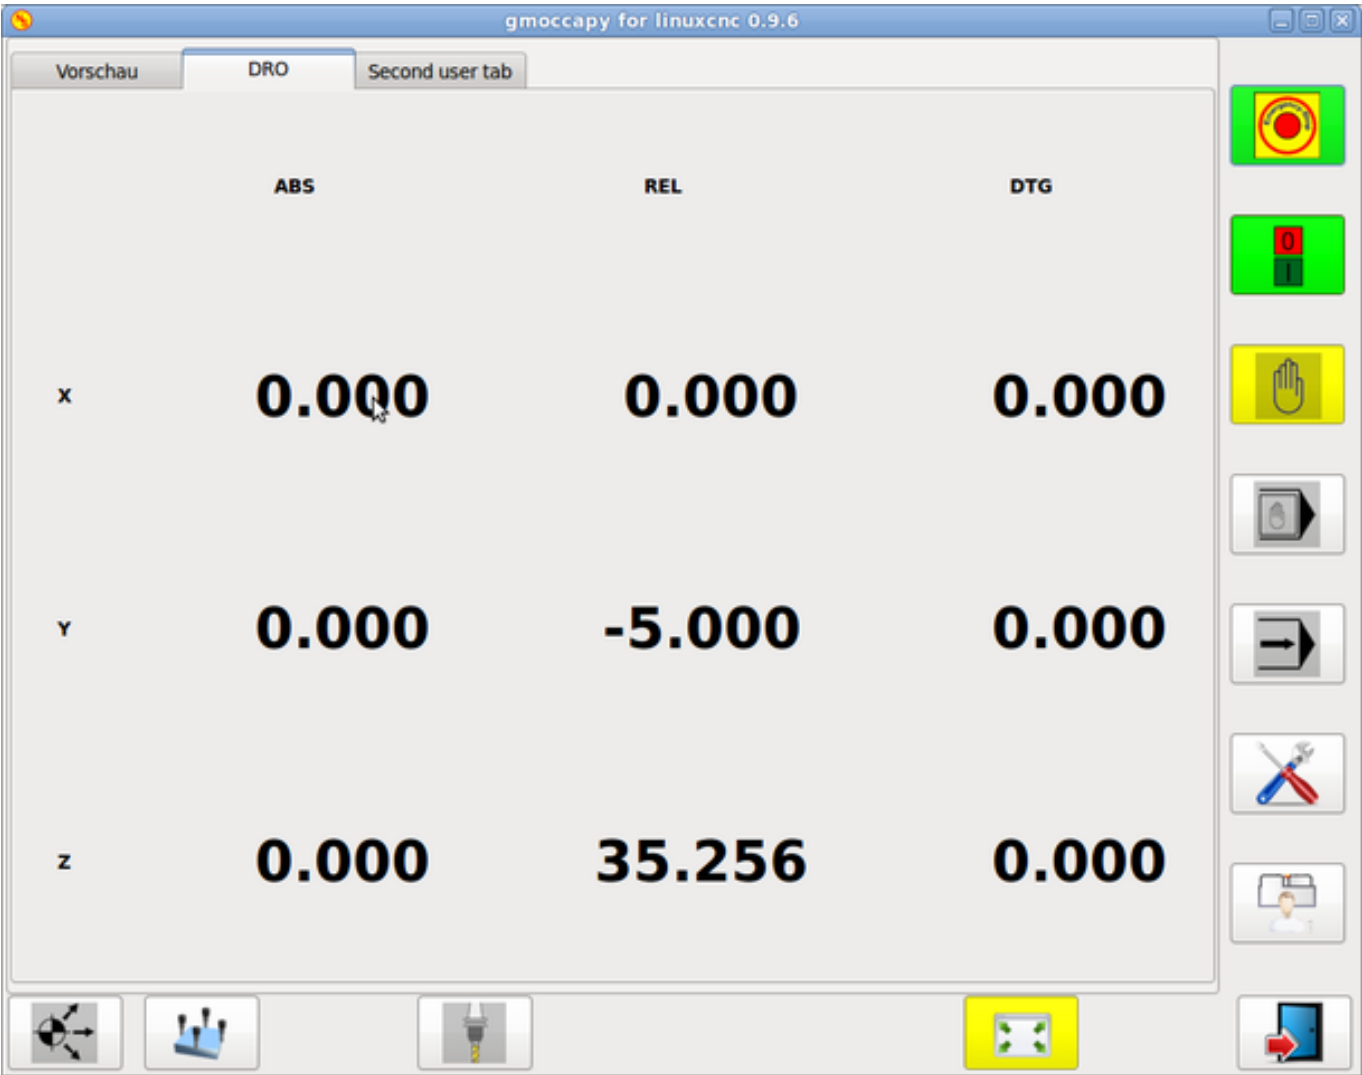 gmoccapy for linuxcnc 0.9.6
Vorschau DRO Second user tab
ABS REL DTG
X 0.000 0.000 0.000
Y 0.000 -5.000 0.000
Z 0.000 35.256 0.000
0
I